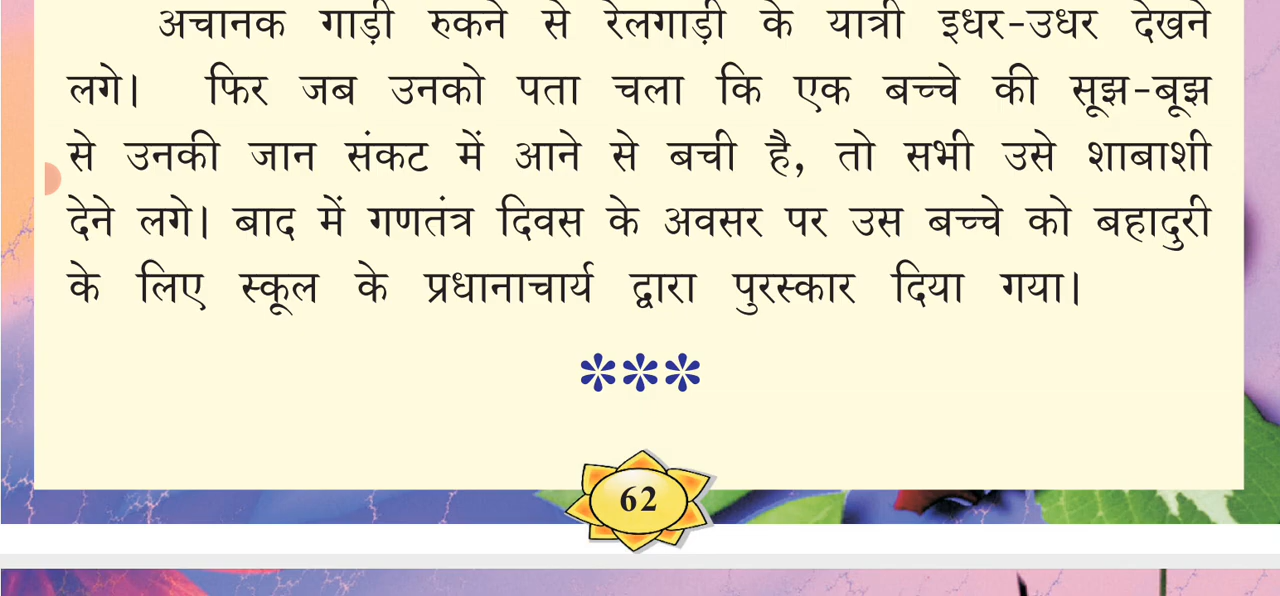 अचानक गाड़ी रुकने से रेलगाड़ी के यात्री इधर-उधर देखने
लगे। फिर जब उनको पता चला कि एक बच्चे की सूझ-बूझ
से उनकी जान संकट में आने से बची है, तो सभी उसे शाबाशी
देने लगे। बाद में गणतंत्र दिवस के अवसर पर उस बच्चे को बहादुरी
के लिए स्कूल के प्रधानाचार्य द्वारा पुरस्कार दिया गया।
***
62